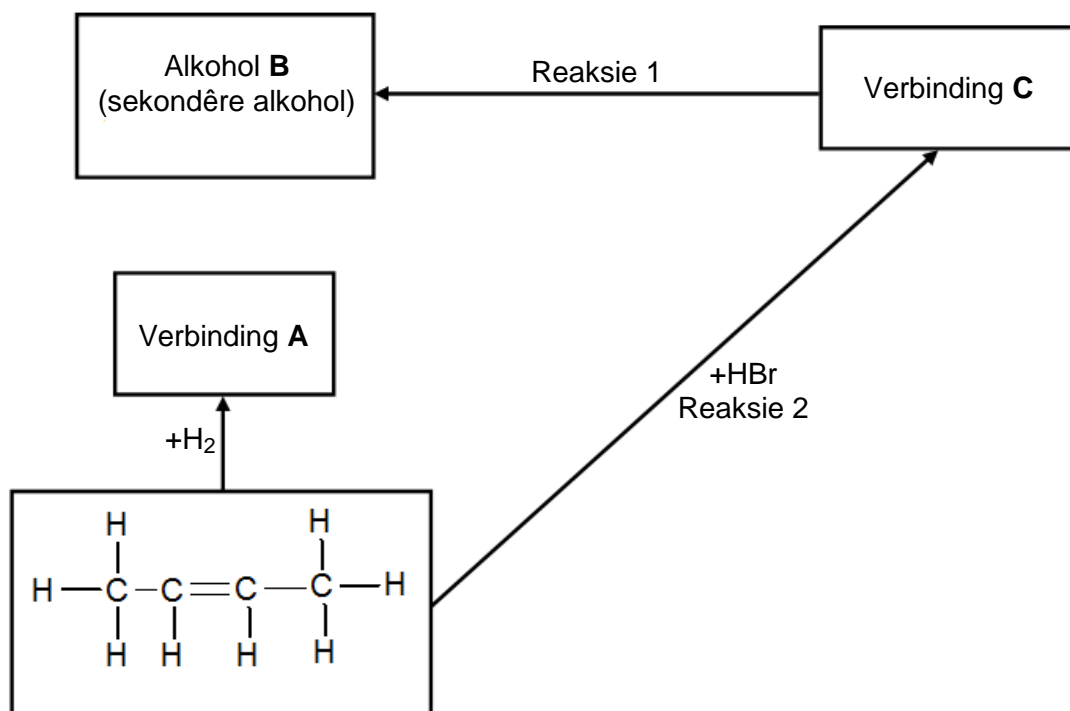 Alkohol B
(sekondêre alkohol)
Reaksie 1
Verbinding C
Verbinding A
+HBr
Reaksie 2
+H₂
H H
H C C C C H
H H H H